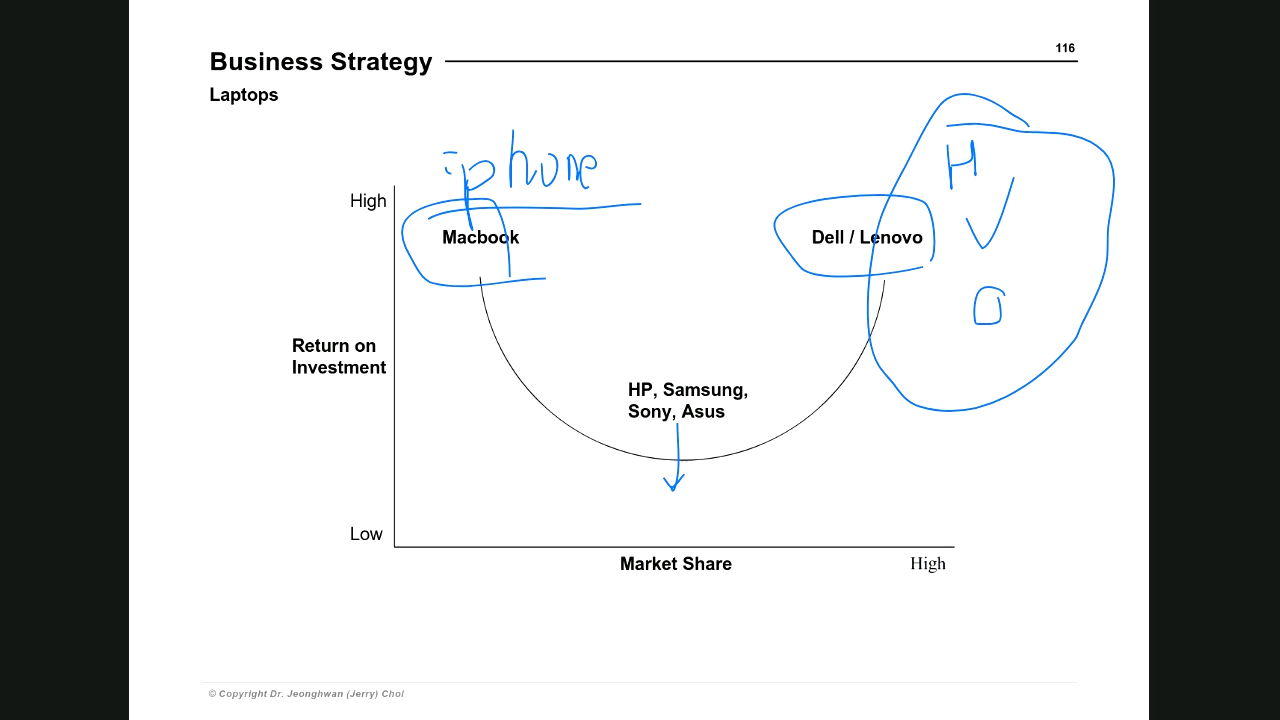 116
Business Strategy
Laptops
iphone
H
High
Macbook
Dell / Lenovo
V
O
Return on
Investment
HP, Samsung,
Sony, Asus
Low
Market Share
High
© Copyright Dr. Jeonghwan (Jerry) Choi